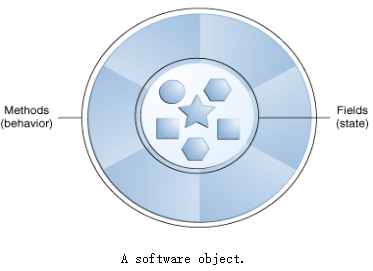 Methods
(behavior)
Fields
(state)
A software object.